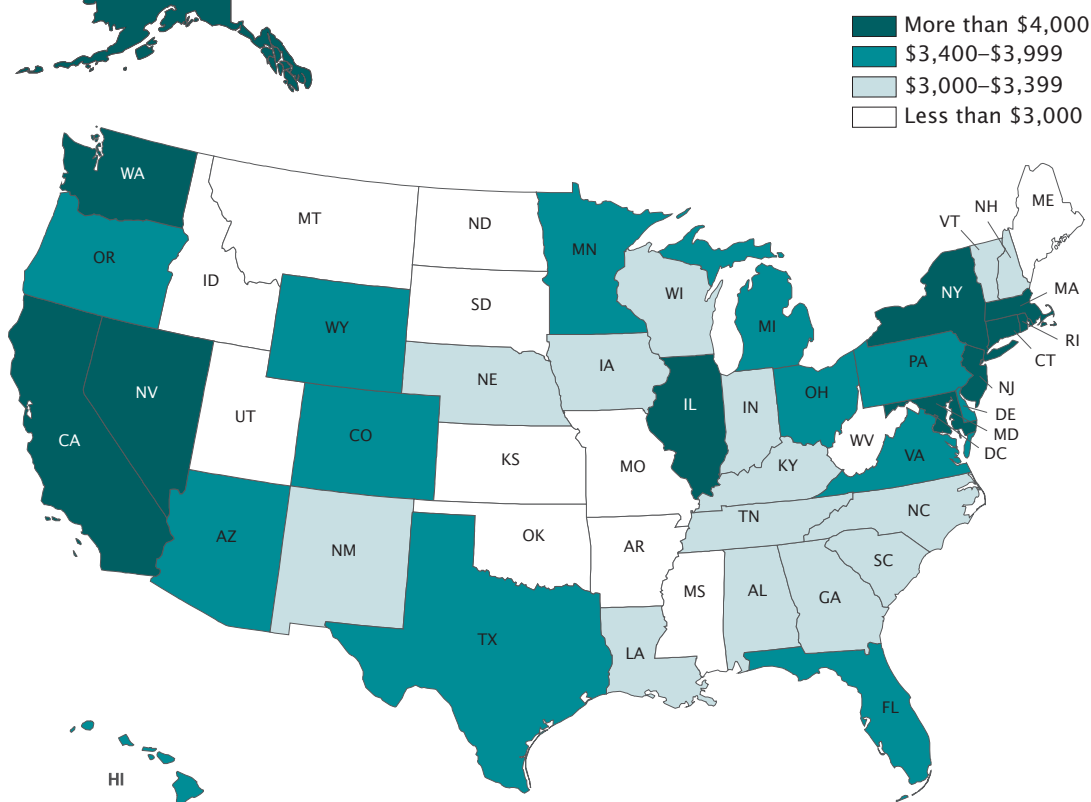 More than $4,000
$3,400–$3,999
$3,000–$3,399
Less than $3,000
WA
MT
ND
MN
ME
NH
VT
OR
ID
SD
WI
NY
MA
WY
MI
RI
CT
PA
NE
IA
NJ
NV
OH
IL
IN
DE
UT
CO
MD
CA
WV
DC
VA
KS
MO
KY
NC
TN
AZ
NM
OK
AR
SC
MS
AL
GA
TX
LA
FL
HI